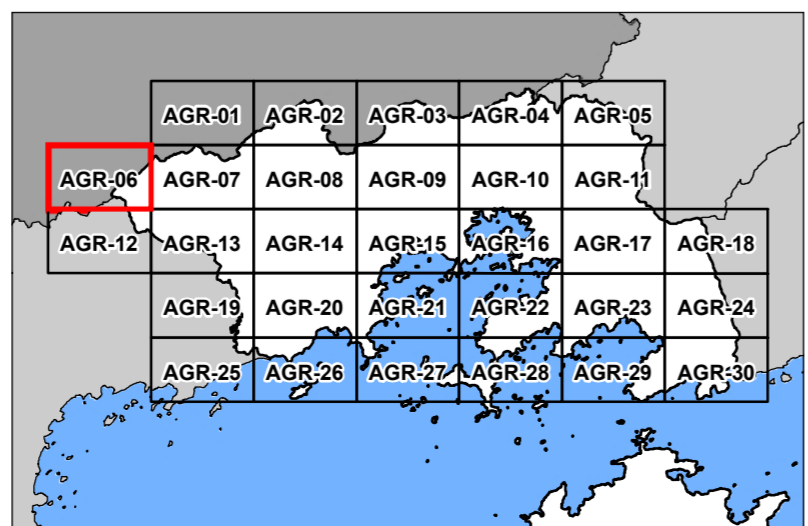 AGR-01 AGR-02 AGR-03 AGR-04 AGR-05
AGR-06 AGR-07 AGR-08 AGR-09 AGR-10 AGR-11
AGR-12 AGR-13 AGR-14 AGR-15 AGR-16 AGR-17 AGR-18
AGR-19 AGR-20 AGR-21 AGR-22 AGR-23 AGR-24
AGR-25 AGR-26 AGR-27 AGR-28 AGR-29 AGR-30